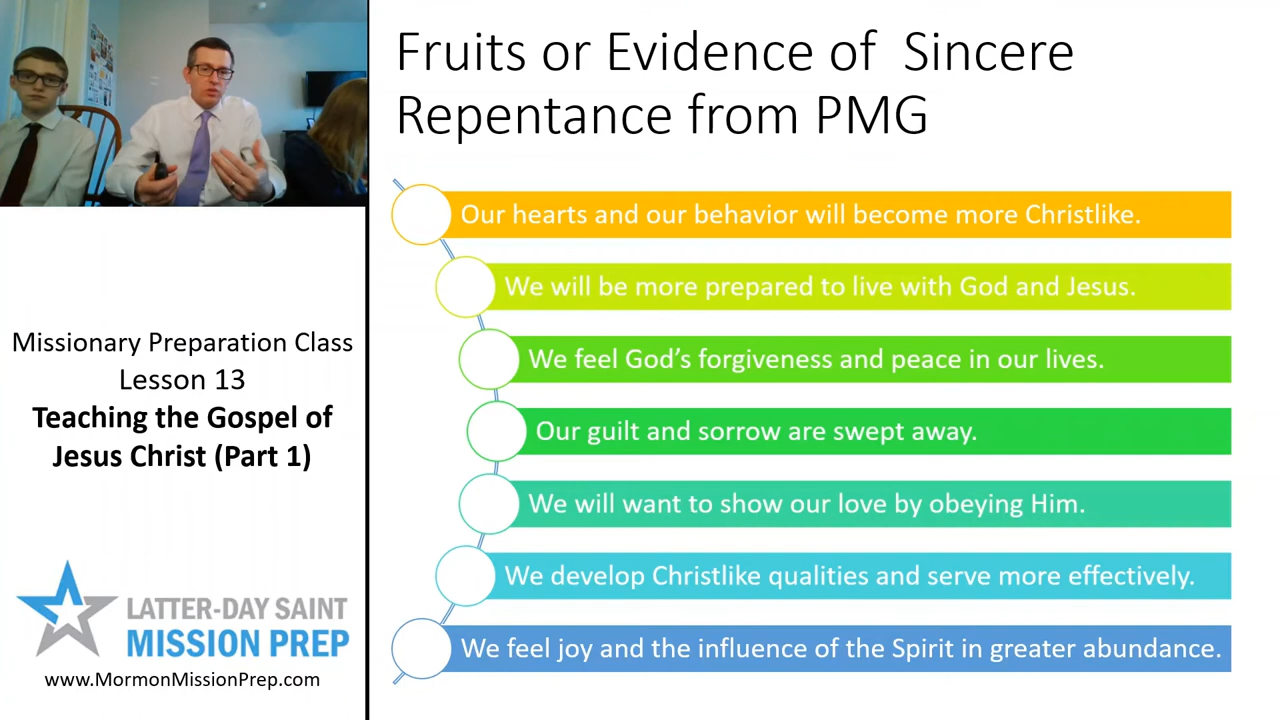 Fruits or Evidence of Sincere
Repentance from PMG
Our hearts and our behavior will become more Christlike.
We will be more prepared to live with God and Jesus.
We feel God's forgiveness and peace in our lives.
Our guilt and sorrow are swept away.
We will want to show our love by obeying Him.
We develop Christlike qualities and serve more effectively.
We feel joy and the influence of the Spirit in greater abundance.
Missionary Preparation Class
Lesson 13
Teaching the Gospel of
Jesus Christ (Part 1)
LATTER-DAY SAINT
MISSION PREP
www.MormonMissionPrep.com